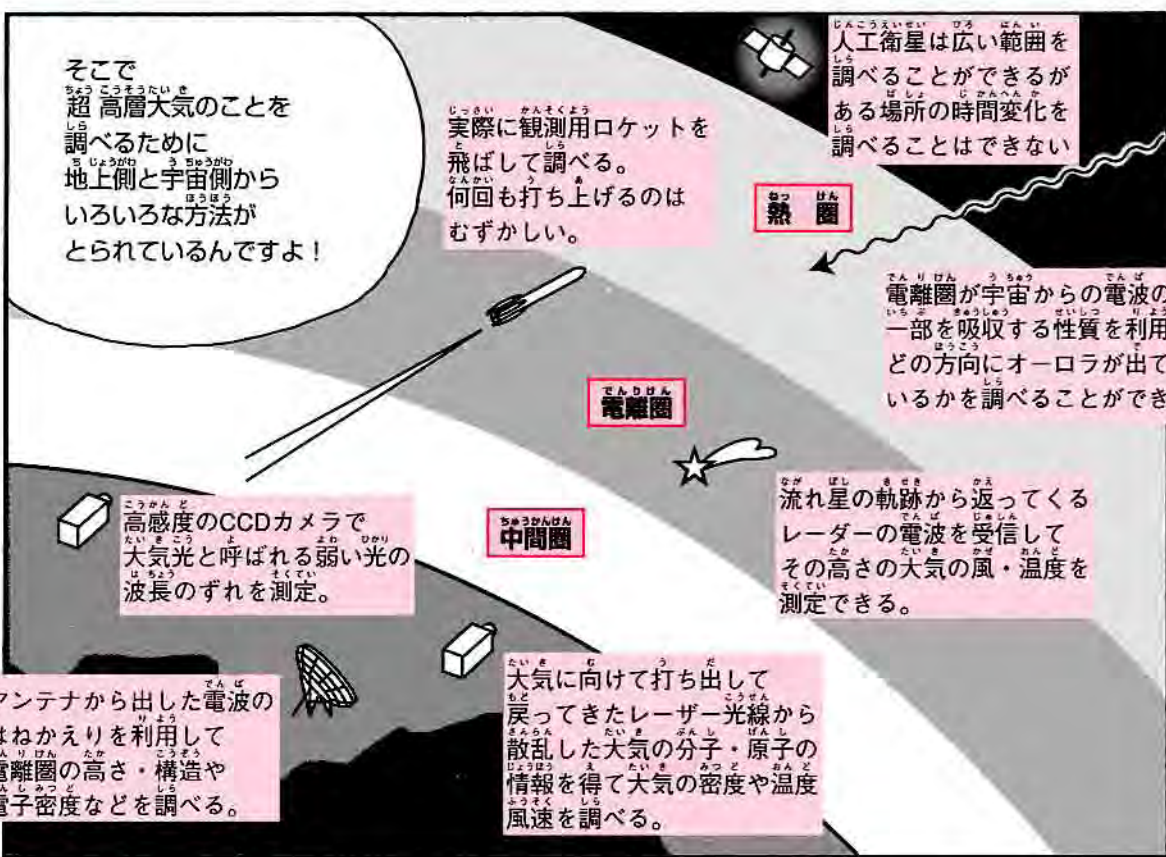 そこで
超高層大気のことを
調べるために
地上側と宇宙側から
いろいろな方法が
とられているんですよ！
実際に観測用ロケットを
飛ばして調べる。
何回も打ち上げるのは
むずかしい。
人工衛星は広い範囲を
調べることができるが
ある場所の時間変化を
調べることはできない
熱圏
電離圏が宇宙からの電波の
一部を吸収する性質を利用
どの方向にオーロラが出て
いるかを調べることができ
電離圏
流れ星の軌跡から返ってくる
レーダーの電波を受信して
その高さの大気の風・温度を
測定できる。
中間圏
高感度のCCDカメラで
大気光と呼ばれる弱い光の
波長のずれを測定。
アンテナから出した電波の
はねかえりを利用して
電離圏の高さ・構造や
電子密度などを調べる。
大気に向けて打ち出して
戻ってきたレーザー光線から
散乱した大気の分子・原子の
情報を得て大気の密度や温度
風速を調べる。